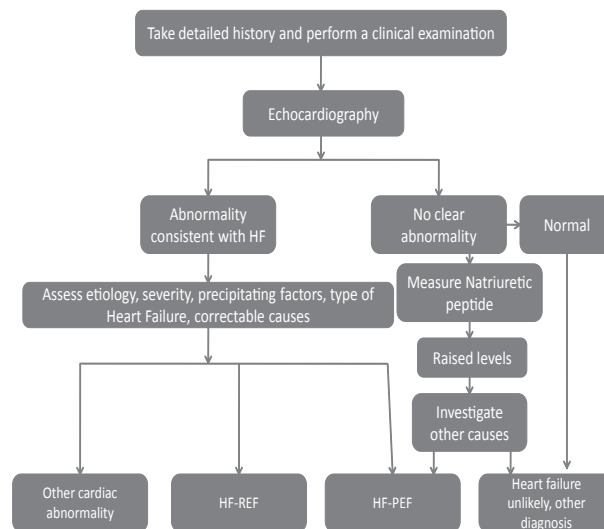 Take detailed history and perform a clinical examination
Echocardiography
Abnormality
consistent with HF
No clear
abnormality
Normal
Assess etiology, severity, precipitating factors, type of
Heart Failure, correctable causes
Measure Natriuretic
peptide
Raised levels
Investigate
other causes
Other cardiac
abnormality
HF-REF
HF-PEF
Heart failure
unlikely, other
diagnosis